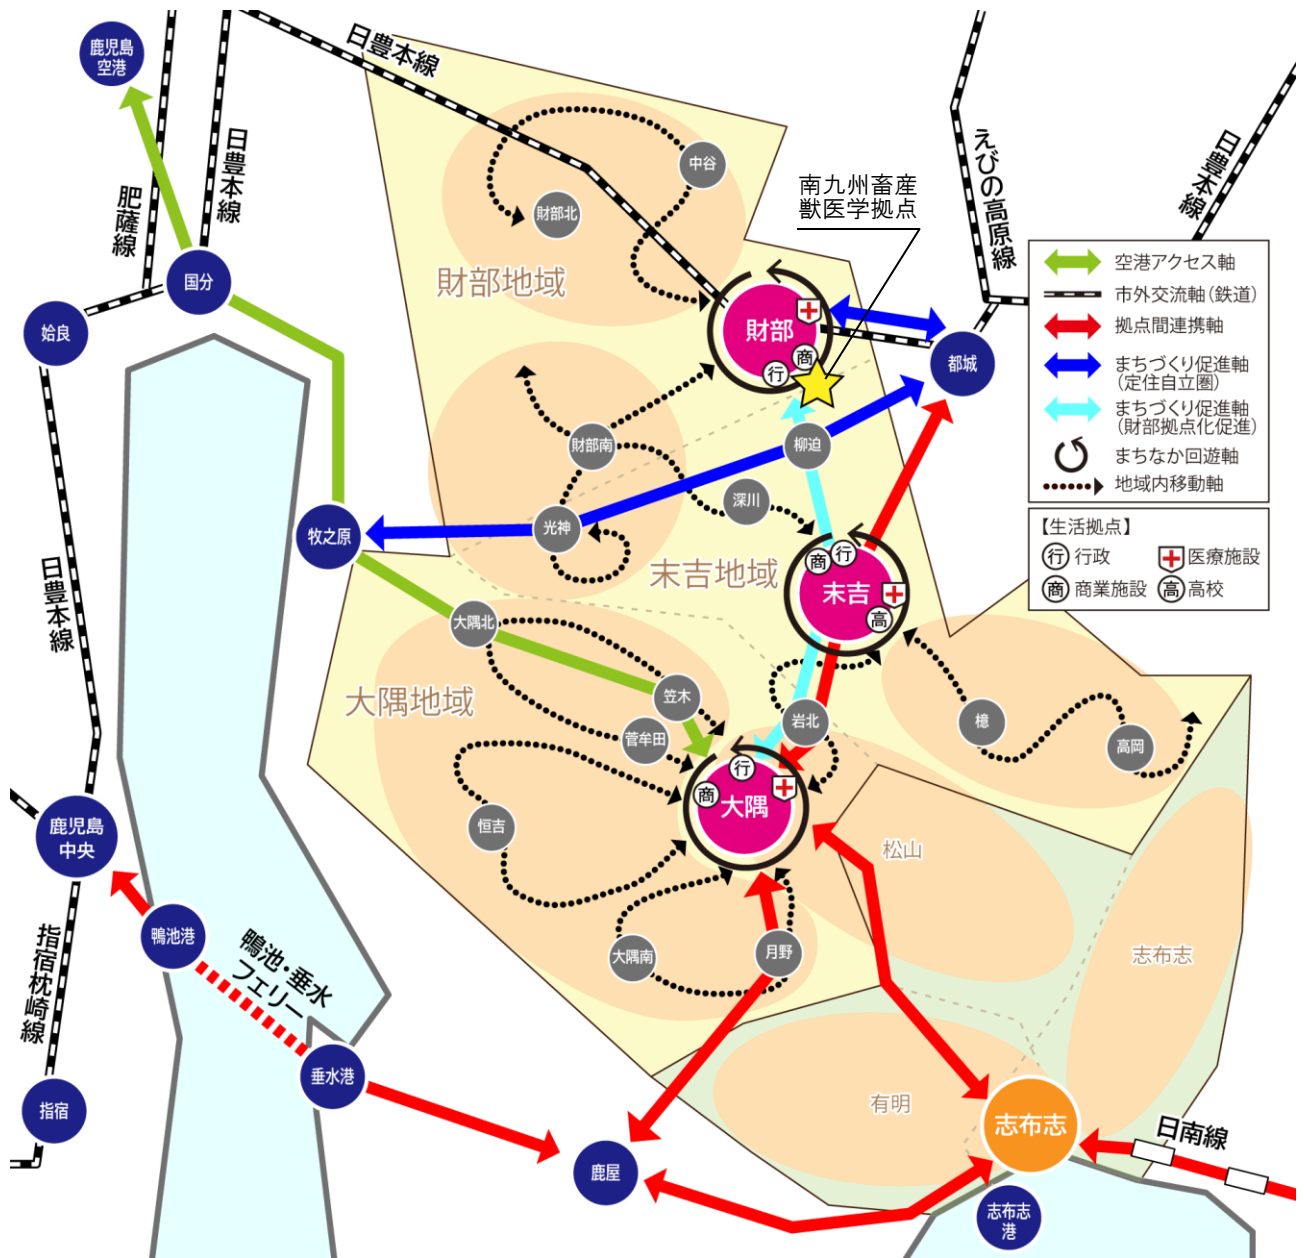 鹿児島
空港
日豊本線
日豊本線
肥薩線
国分
姶良
中谷
財部北
財部地域
南九州畜産
獣医学拠点
えびの高原線
日豊本線
財部
商
行
都城
空港アクセス軸
市外交流軸（鉄道）
拠点間連携軸
まちづくり促進軸
（定住自立圏）
まちづくり促進軸
（財部拠点化促進）
まちなか回遊軸
地域内移動軸
【生活拠点】
行 行政
医療施設
商 商業施設
高 高校
財部南
柳迫
深川
光神
牧之原
末吉地域
商
行
末吉
高
日豊本線
大隅北
大隅地域
笠木
菅牟田
岩北
檍
高岡
行
商
大隅
恒吉
松山
鹿児島
中央
鴨池港
鴨池・垂水
フェリー
指宿枕崎線
大隅南
月野
志布志
垂水港
指宿
有明
志布志
日南線
鹿屋
志布志
港